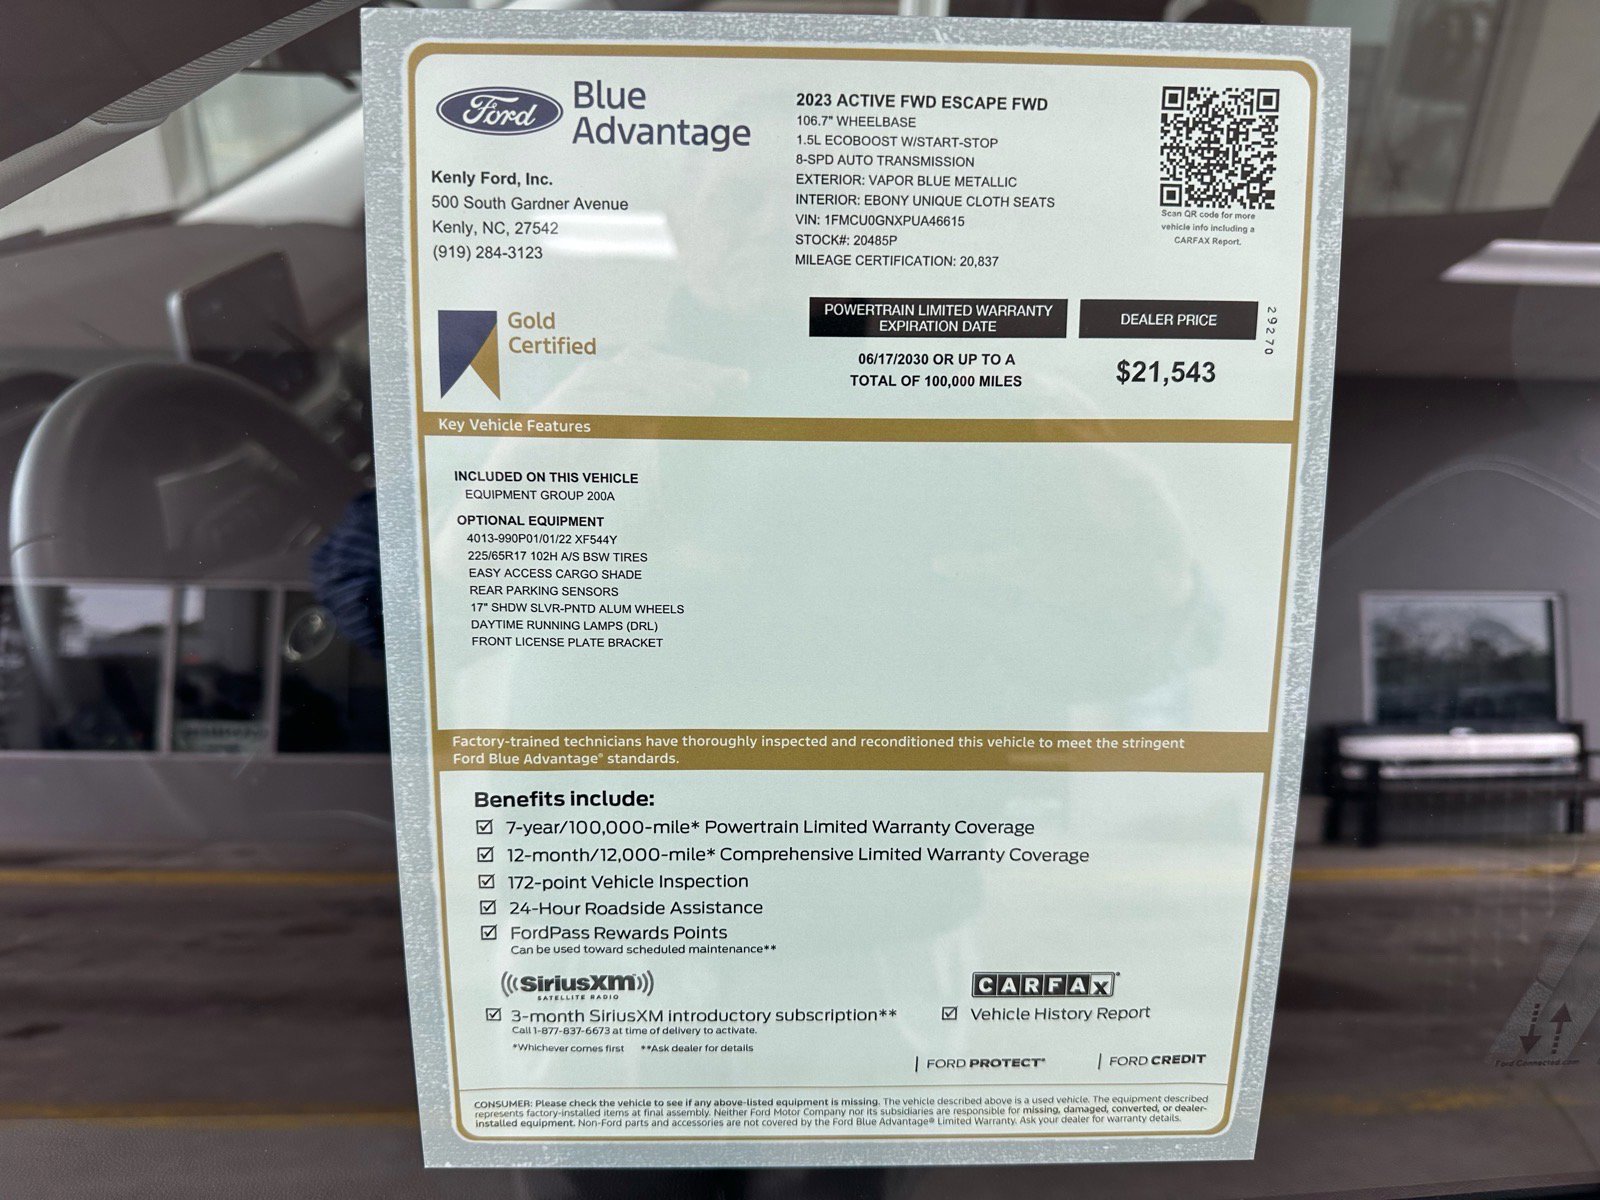 Ford
Blue
Advantage
Kenly Ford, Inc.
500 South Gardner Avenue
Kenly, NC, 27542
(919) 284-3123
2023 ACTIVE FWD ESCAPE FWD
106.7" WHEELBASE
1.5L ECOBOOST W/START-STOP
8-SPD AUTO TRANSMISSION
EXTERIOR: VAPOR BLUE METALLIC
INTERIOR: EBONY UNIQUE CLOTH SEATS
VIN: 1FMCU0GNXPUA46615
STOCK#: 20485P
MILEAGE CERTIFICATION: 20,837
Scan QR code for more
vehicle info including a
CARFAX Report.
Gold
Certified
POWERTRAIN LIMITED WARRANTY
EXPIRATION DATE
06/17/2030 OR UP TO A
TOTAL OF 100,000 MILES
DEALER PRICE
$21,543
29270
Key Vehicle Features
INCLUDED ON THIS VEHICLE
EQUIPMENT GROUP 200A
OPTIONAL EQUIPMENT
4013-990P01/01/22 XF544Y
225/65R17 102H A/S BSW TIRES
EASY ACCESS CARGO SHADE
REAR PARKING SENSORS
17" SHDW SLVR-PNTD ALUM WHEELS
DAYTIME RUNNING LAMPS (DRL)
FRONT LICENSE PLATE BRACKET
Factory-trained technicians have thoroughly inspected and reconditioned this vehicle to meet the stringent
Ford Blue Advantage® standards.
Benefits include:
7-year/100,000-mile* Powertrain Limited Warranty Coverage
12-month/12,000-mile* Comprehensive Limited Warranty Coverage
172-point Vehicle Inspection
24-Hour Roadside Assistance
FordPass Rewards Points
Can be used toward scheduled maintenance**
((SiriusXM))
SATELLITE RADIO
3-month SiriusXM introductory subscription**
Call 1-877-837-6673 at time of delivery to activate.
*Whichever comes first **Ask dealer for details
CARFAX
Vehicle History Report
FORD PROTECT®
FORD CREDIT
CONSUMER: Please check the vehicle to see if any above-listed equipment is missing. The vehicle described above is a used vehicle. The equipment described
represents factory-installed items at final assembly. Neither Ford Motor Company nor its subsidiaries are responsible for missing, damaged, converted, or dealer-
installed equipment. Non-Ford parts and accessories are not covered by the Ford Blue Advantage® Limited Warranty. Ask your dealer for warranty details.
Ford Connected.com